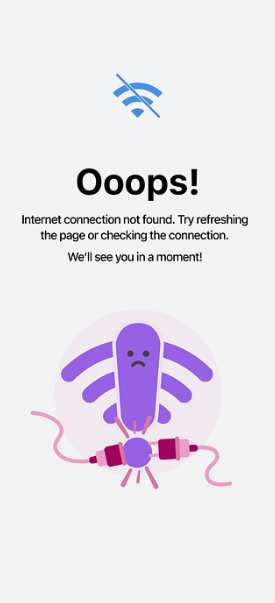 Ooops!
Internet connection not found. Try refreshing
the page or checking the connection.
We'll see you in a moment!